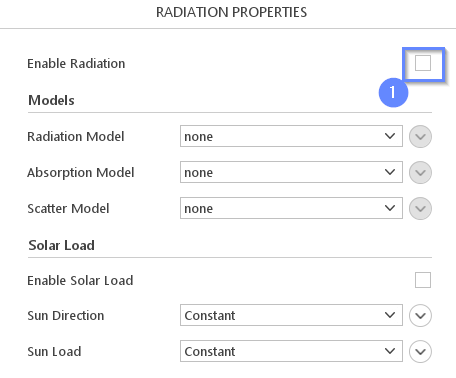 RADIATION PROPERTIES
Enable Radiation
1
Models
Radiation Model none
Absorption Model none
Scatter Model none
Solar Load
Enable Solar Load
Sun Direction Constant
Sun Load Constant